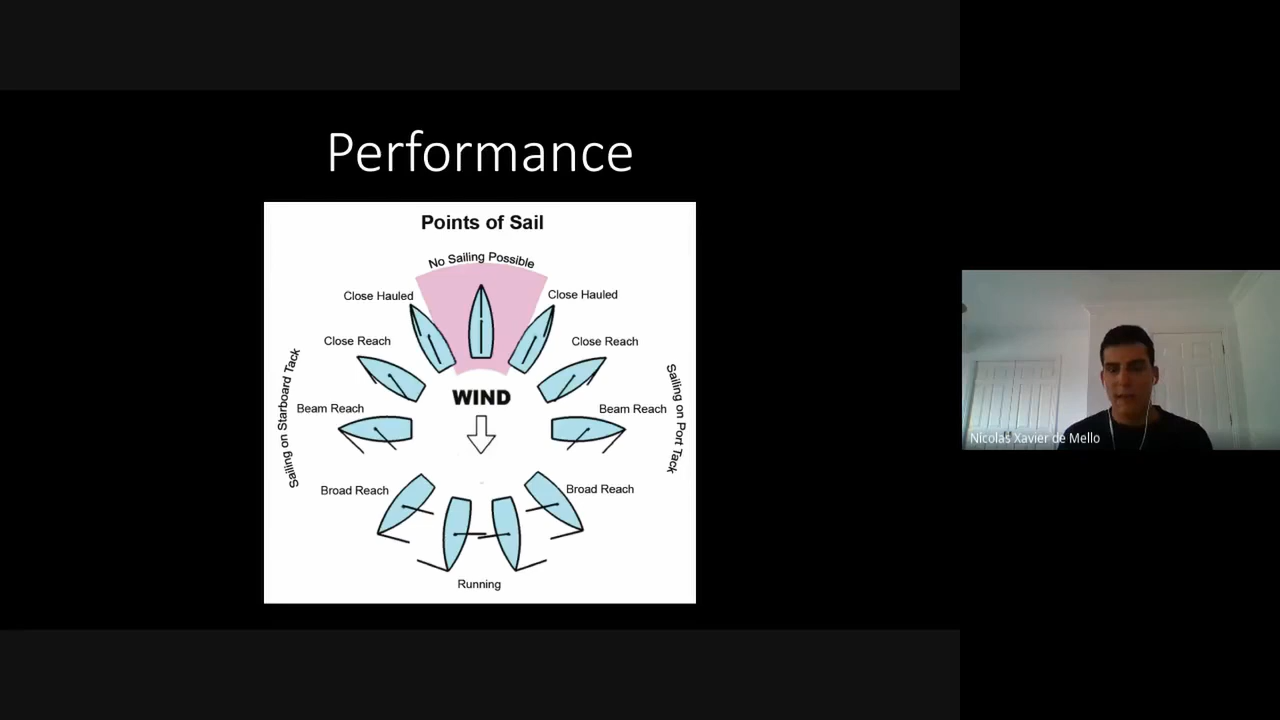 Performance
Points of Sail
No Sailing Possible
Close Hauled
Close Hauled
Close Reach
Close Reach
Sailing on Starboard Tack
Sailing on Port Tack
WIND
Beam Reach
Beam Reach
Broad Reach
Broad Reach
Running
Nicolas Xavier de Mello